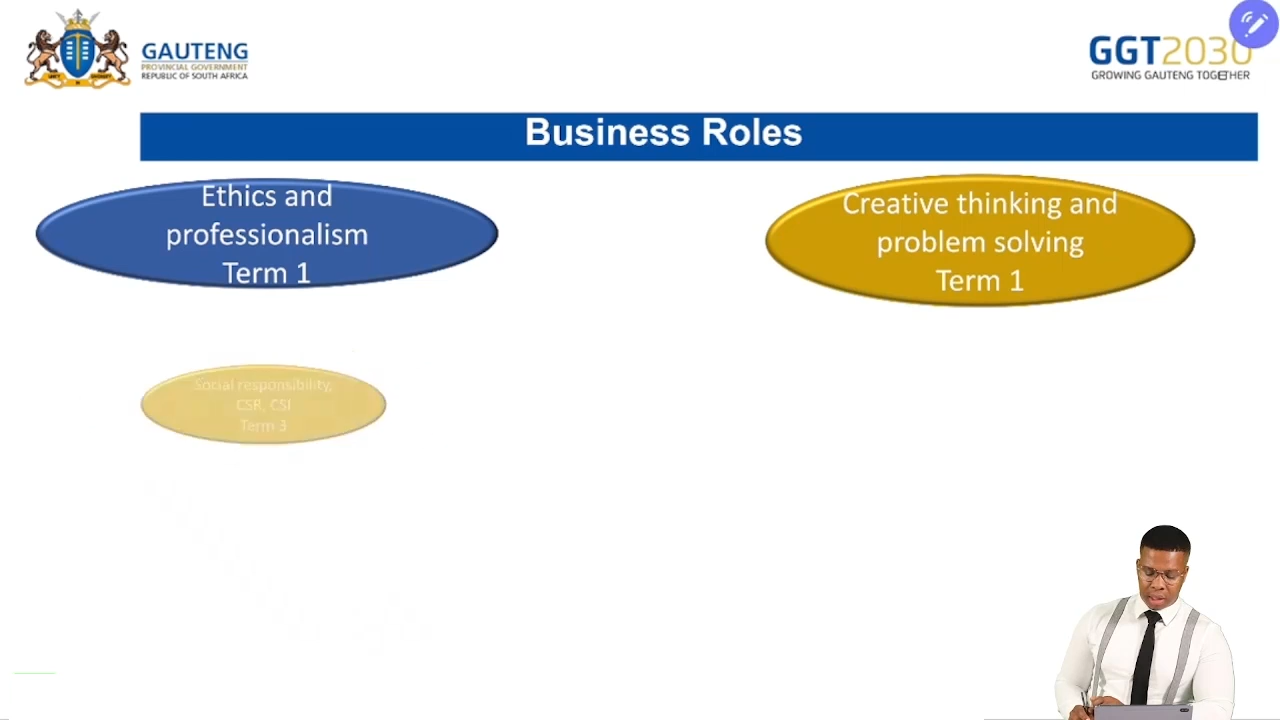 GAUTENG
PROVINCIAL GOVERNMENT
REPUBLIC OF SOUTH AFRICA
GGT2030
GROWING GAUTENG TOGETHER
Business Roles
Ethics and
professionalism
Term 1
Creative thinking and
problem solving
Term 1
Social responsibility,
CSR, CSI
Term 3